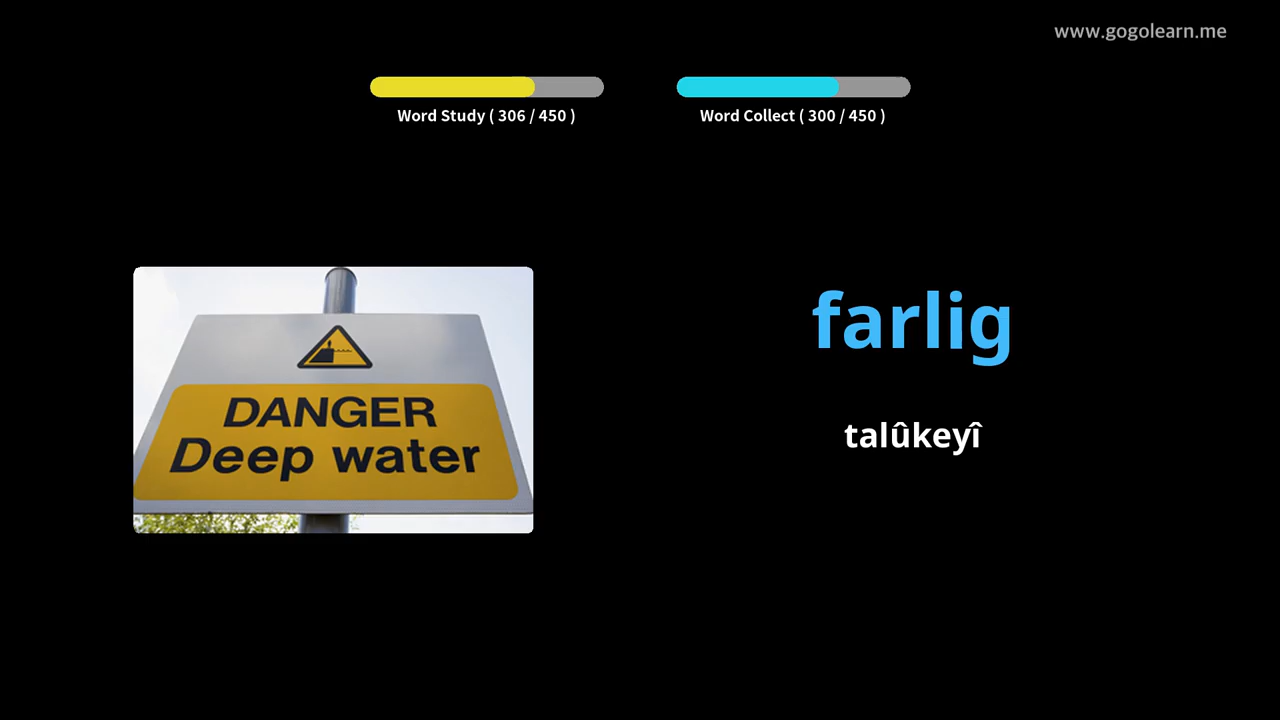 www.gogolearn.me
Word Study ( 306 / 450 )
Word Collect ( 300 / 450 )
DANGER
Deep water
farlig
talûkeyî